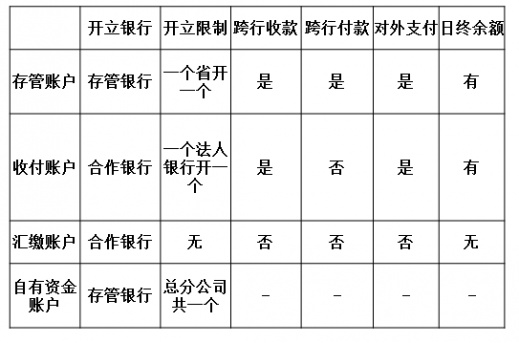 开立银行 开立限制 跨行收款 跨行付款 对外支付 日终余额
存管账户 存管银行 一个省开一个 是 是 是 有
收付账户 合作银行 一个法人银行开一个 是 否 是 有
汇缴账户 合作银行 无 否 否 否 无
自有资金账户 存管银行 总分公司共一个 – – – –